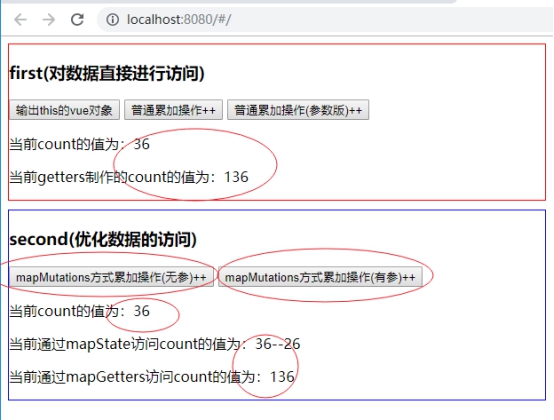 localhost:8080/#/
first(对数据直接进行访问)
输出this的vue对象 普通累加操作++ 普通累加操作(参数版)++
当前count的值为：36
当前getters制作的count的值为：136
second(优化数据的访问)
mapMutations方式累加操作(无参)++ mapMutations方式累加操作(有参)++
当前count的值为：36
当前通过mapState访问count的值为：36--26
当前通过mapGetters访问count的值为：136